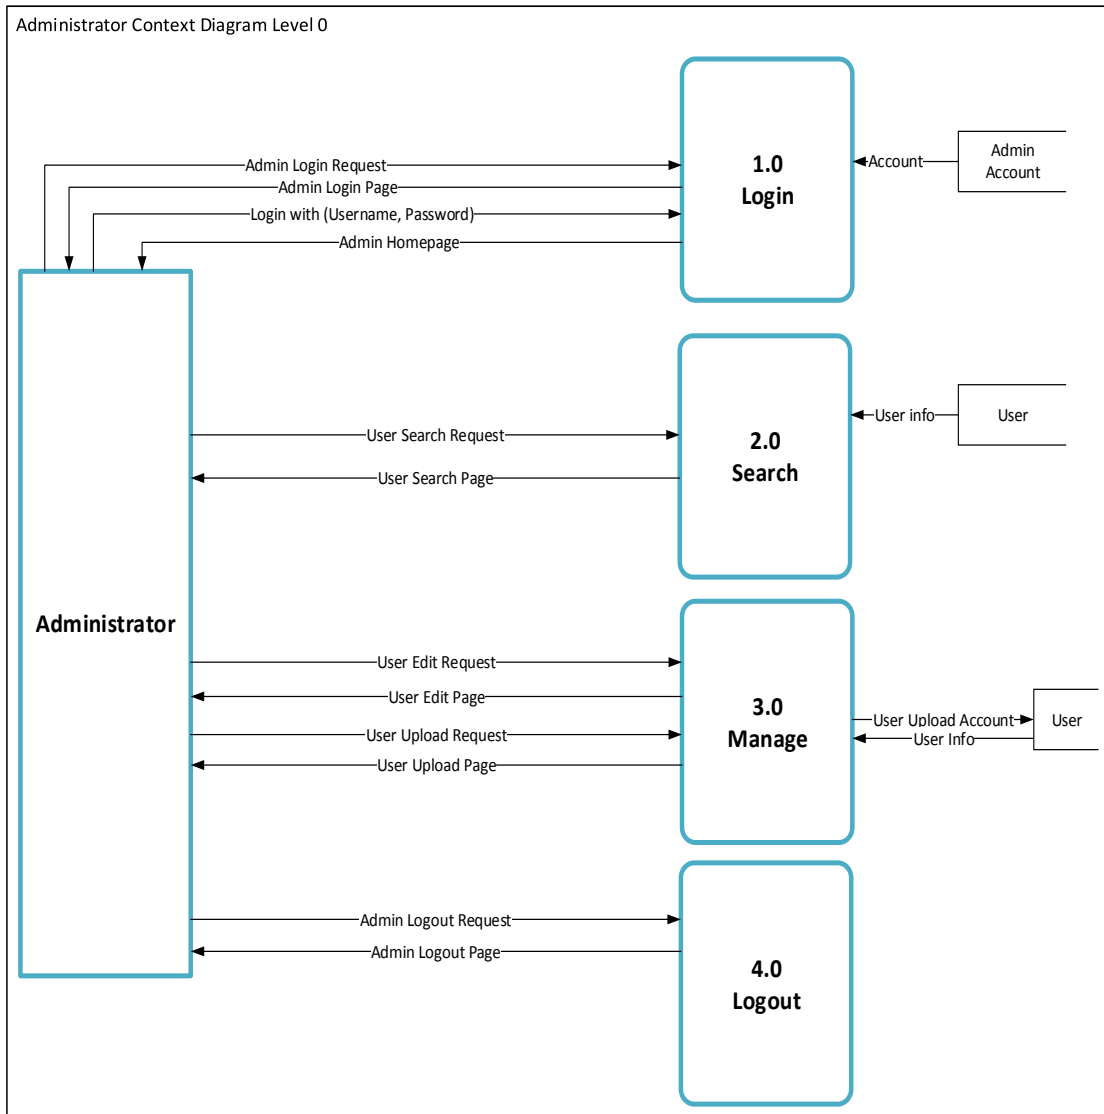 Administrator Context Diagram Level 0
Admin Login Request
Admin Login Page
Login with (Username, Password)
Admin Homepage
1.0
Login
Account
Admin
Account
User Search Request
User Search Page
2.0
Search
User info
User
Administrator
User Edit Request
User Edit Page
User Upload Request
User Upload Page
3.0
Manage
User Upload Account
User Info
User
Admin Logout Request
Admin Logout Page
4.0
Logout